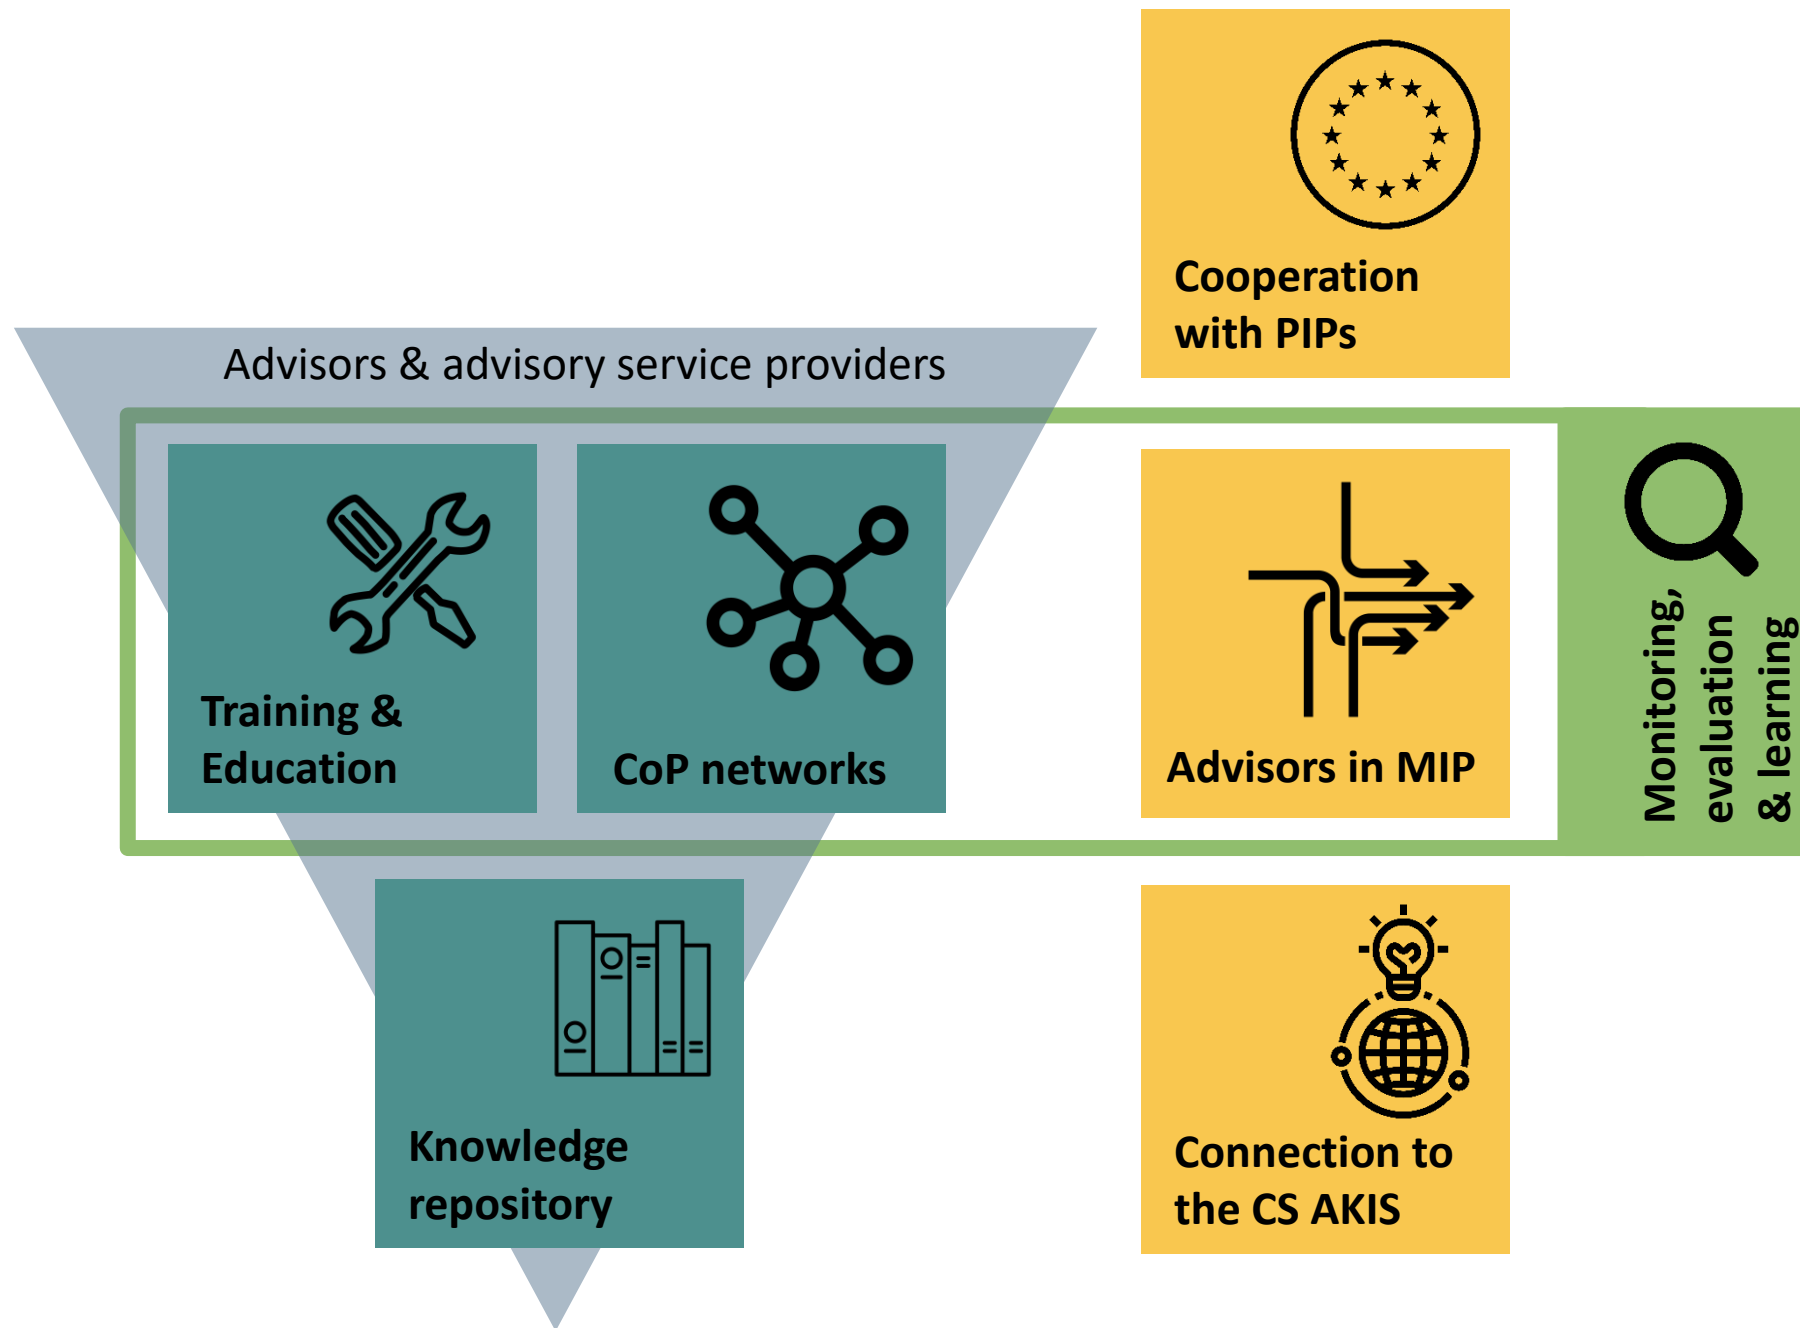 Cooperation
with PIPs
Advisors & advisory service providers
Training &
Education
CoP networks
Advisors in MIP
Monitoring,
evaluation
& learning
Knowledge
repository
Connection to
the CS AKIS